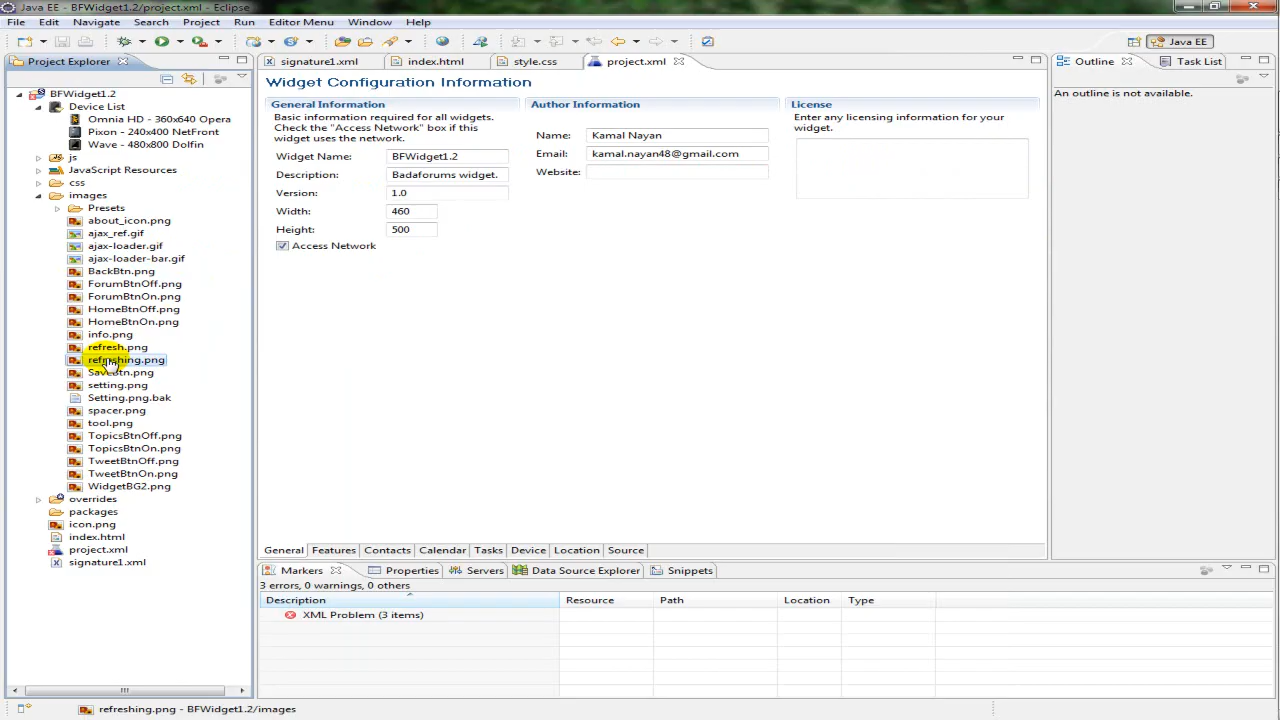 Java EE - BFWidget1.2/project.xml - Eclipse
File Edit Navigate Search Project Run Editor Menu Window Help
Java EE
Project Explorer
signature1.xml
index.html
style.css
project.xml
Outline
Task List
BFWidget1.2
Device List
Omnia HD - 360x640 Opera
Pixon - 240x400 NetFront
Wave - 480x800 Dolfin
js
JavaScript Resources
css
images
Presets
about_icon.png
ajax_ref.gif
ajax-loader.gif
ajax-loader-bar.gif
BackBtn.png
ForumBtnOff.png
ForumBtnOn.png
HomeBtnOff.png
HomeBtnOn.png
info.png
refresh.png
refreshing.png
SaveBtn.png
setting.png
Setting.png.bak
spacer.png
tool.png
TopicsBtnOff.png
TopicsBtnOn.png
TweetBtnOff.png
TweetBtnOn.png
WidgetBG2.png
overrides
packages
icon.png
index.html
project.xml
signature1.xml
Widget Configuration Information
General Information
Basic information required for all widgets.
Check the "Access Network" box if this
widget uses the network.
Widget Name: BFWidget1.2
Description: Badaforums widget.
Version: 1.0
Width: 460
Height: 500
Access Network
Author Information
Name: Kamal Nayan
Email: kamal.nayan48@gmail.com
Website:
License
Enter any licensing information for your
widget.
An outline is not available.
General Features Contacts Calendar Tasks Device Location Source
Markers
Properties
Servers
Data Source Explorer
Snippets
3 errors, 0 warnings, 0 others
Description Resource Path Location Type
XML Problem (3 items)
refreshing.png - BFWidget1.2/images